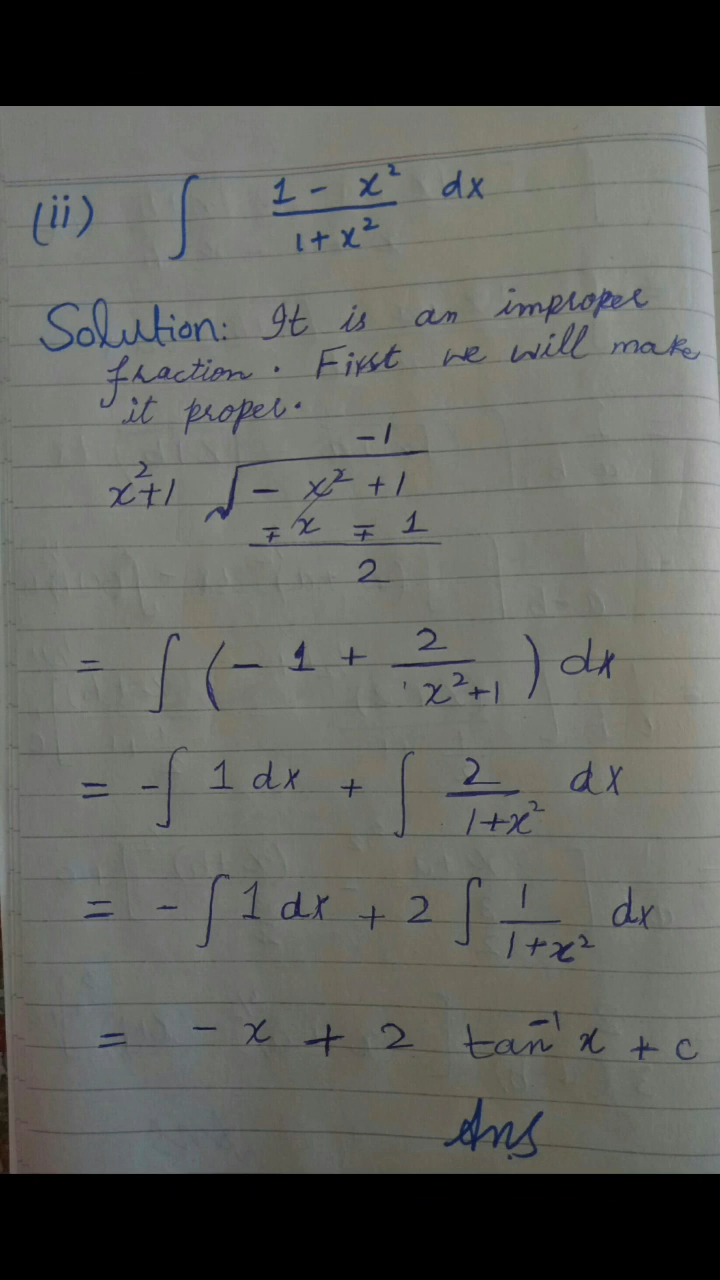 (ii) ∫ 1 - x² / 1 + x² dx
Solution: It is an improper
fraction. First we will make
it proper.
-1
x²+1 √ - x² + 1
∓ x ∓ 1
2
= ∫ ( - 1 + 2 / x²+1 ) dx
= -∫ 1 dx + ∫ 2 / 1+x² dx
= - ∫ 1 dx + 2 ∫ 1 / 1+x² dx
= - x + 2 tan⁻¹ x + c
Ans